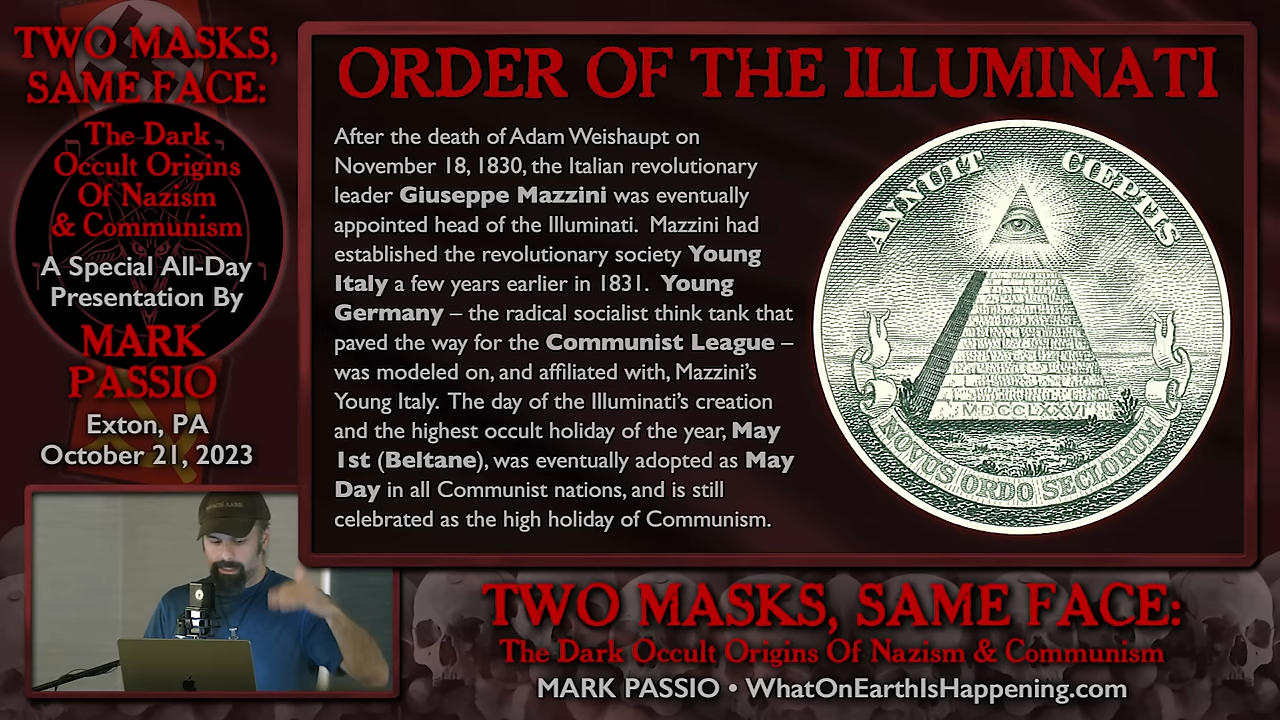 TWO MASKS,
SAME FACE:
The Dark
Occult Origins
Of Nazism
& Communism
A Special All-Day
Presentation By
MARK
PASSIO
Exton, PA
October 21, 2023
ORDER OF THE ILLUMINATI
After the death of Adam Weishaupt on
November 18, 1830, the Italian revolutionary
leader Giuseppe Mazzini was eventually
appointed head of the Illuminati. Mazzini had
established the revolutionary society Young
Italy a few years earlier in 1831. Young
Germany – the radical socialist think tank that
paved the way for the Communist League –
was modeled on, and affiliated with, Mazzini's
Young Italy. The day of the Illuminati's creation
and the highest occult holiday of the year, May
1st (Beltane), was eventually adopted as May
Day in all Communist nations, and is still
celebrated as the high holiday of Communism.
ANNUIT CŒPTIS
MDCCLXXVI
NOVUS ORDO SECLORUM
TWO MASKS, SAME FACE:
The Dark Occult Origins Of Nazism & Communism
MARK PASSIO • WhatOnEarthIsHappening.com